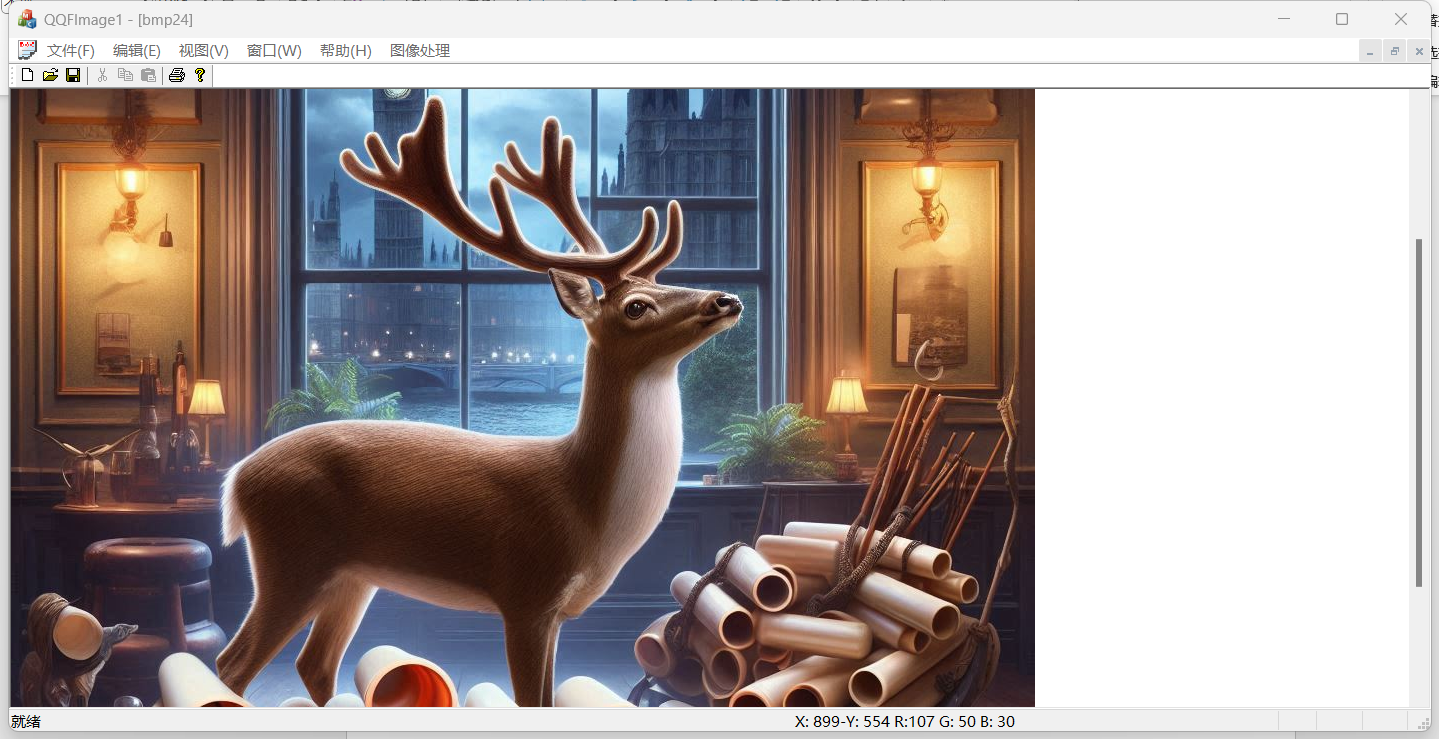 QQFImage1 - [bmp24]
文件(F) 编辑(E) 视图(V) 窗口(W) 帮助(H) 图像处理
就绪 X: 899-Y: 554 R:107 G: 50 B: 30